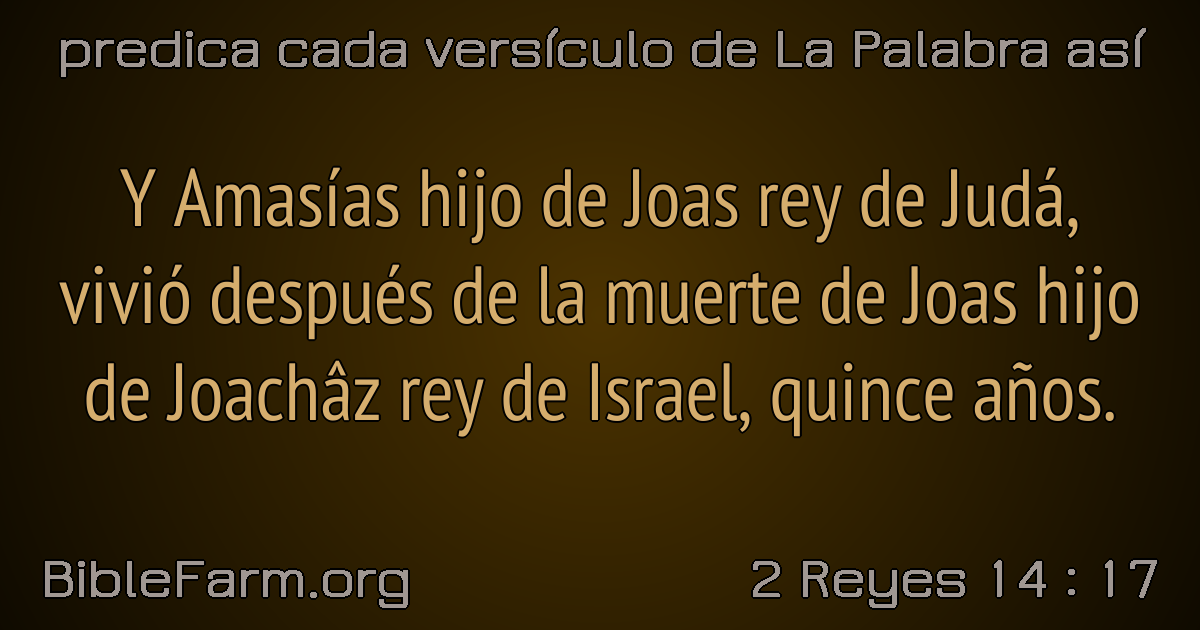 predica cada versículo de La Palabra así
Y Amasías hijo de Joas rey de Judá,
vivió después de la muerte de Joas hijo
de Joachâz rey de Israel, quince años.
BibleFarm.org
2 Reyes 14 : 17